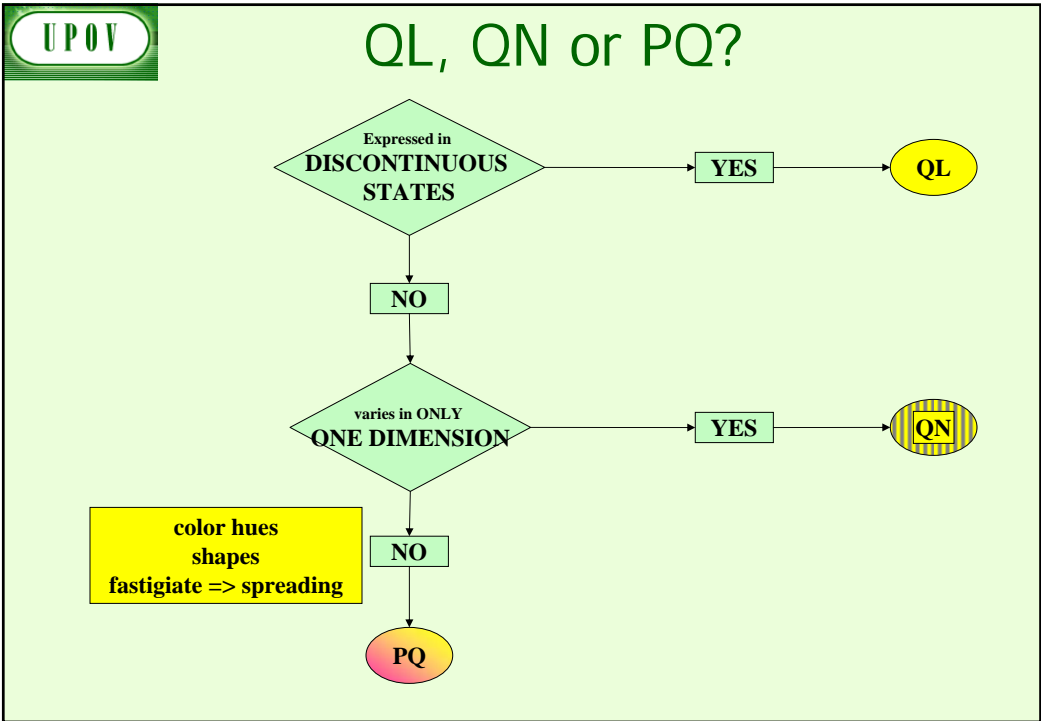 UPOV
QL, QN or PQ?
Expressed in
DISCONTINUOUS
STATES
YES
QL
NO
varies in ONLY
ONE DIMENSION
YES
QN
color hues
shapes
fastigiate => spreading
NO
PQ